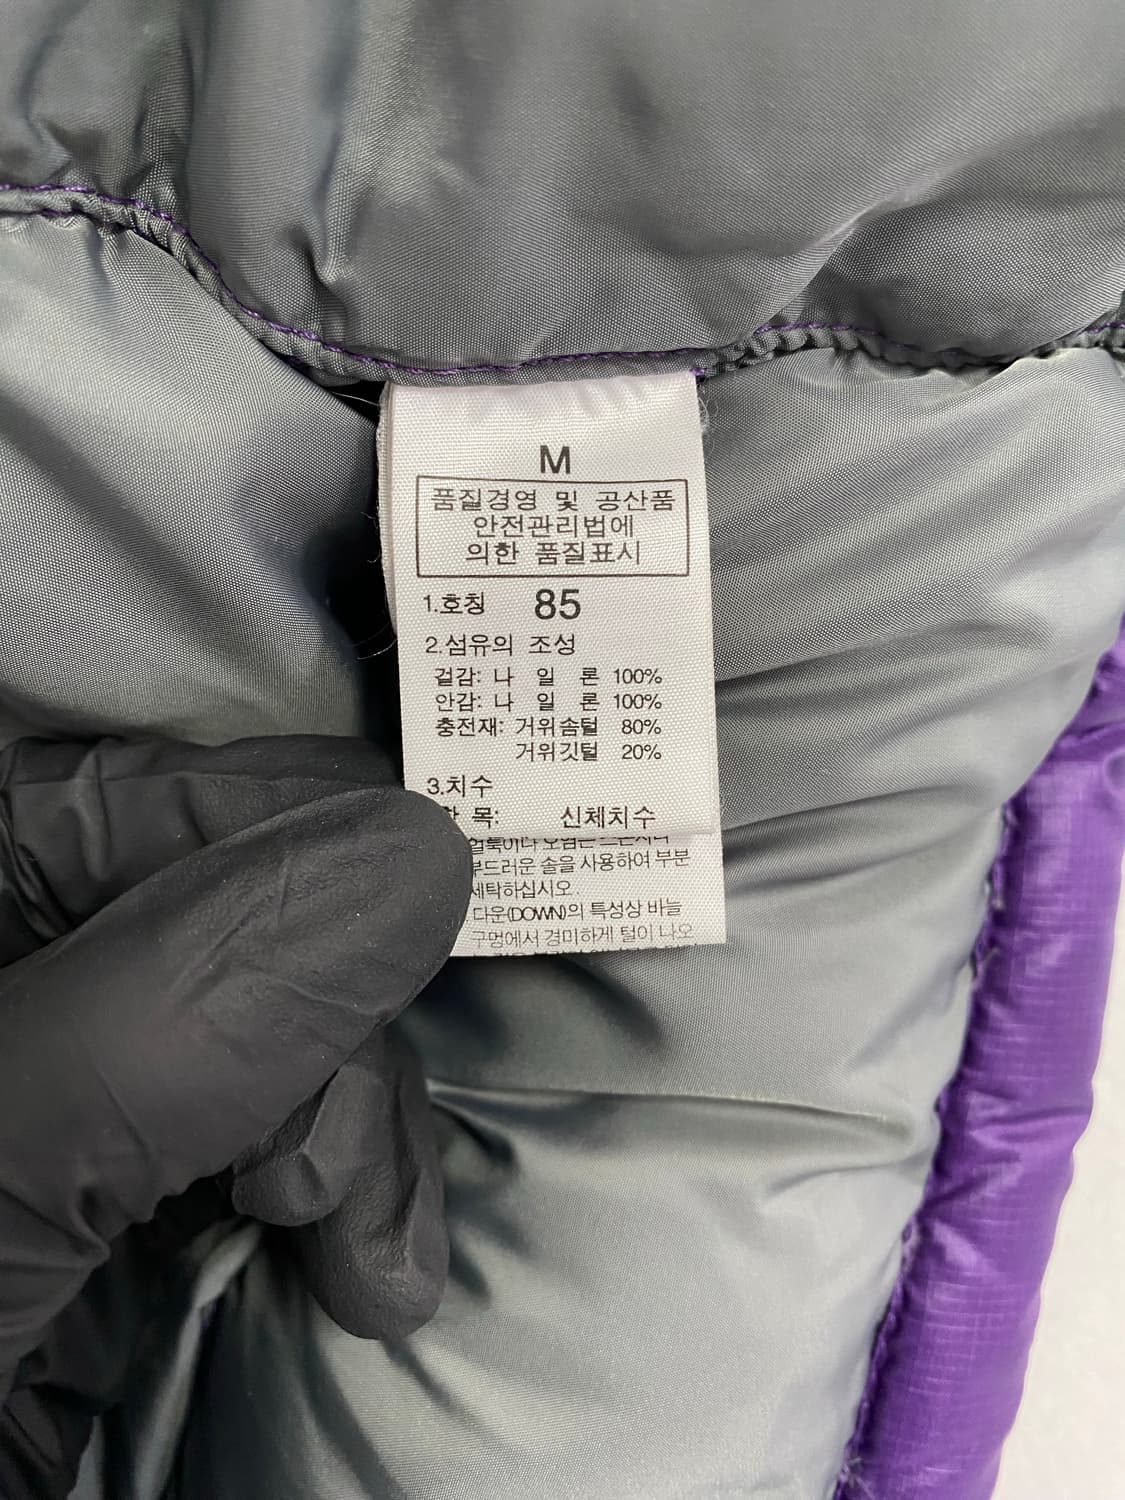 M
품질경영 및 공산품
안전관리법에
의한 품질표시
1.호칭 85
2.섬유의 조성
겉감: 나 일 론 100%
안감: 나 일 론 100%
충전재: 거위솜털 80%
거위깃털 20%
3.치수
목: 신체치수
부드러운 솔을 사용하여 부분
세탁하십시오.
다운(DOWN)의 특성상 바늘
구멍에서 경미하게 털이 나오